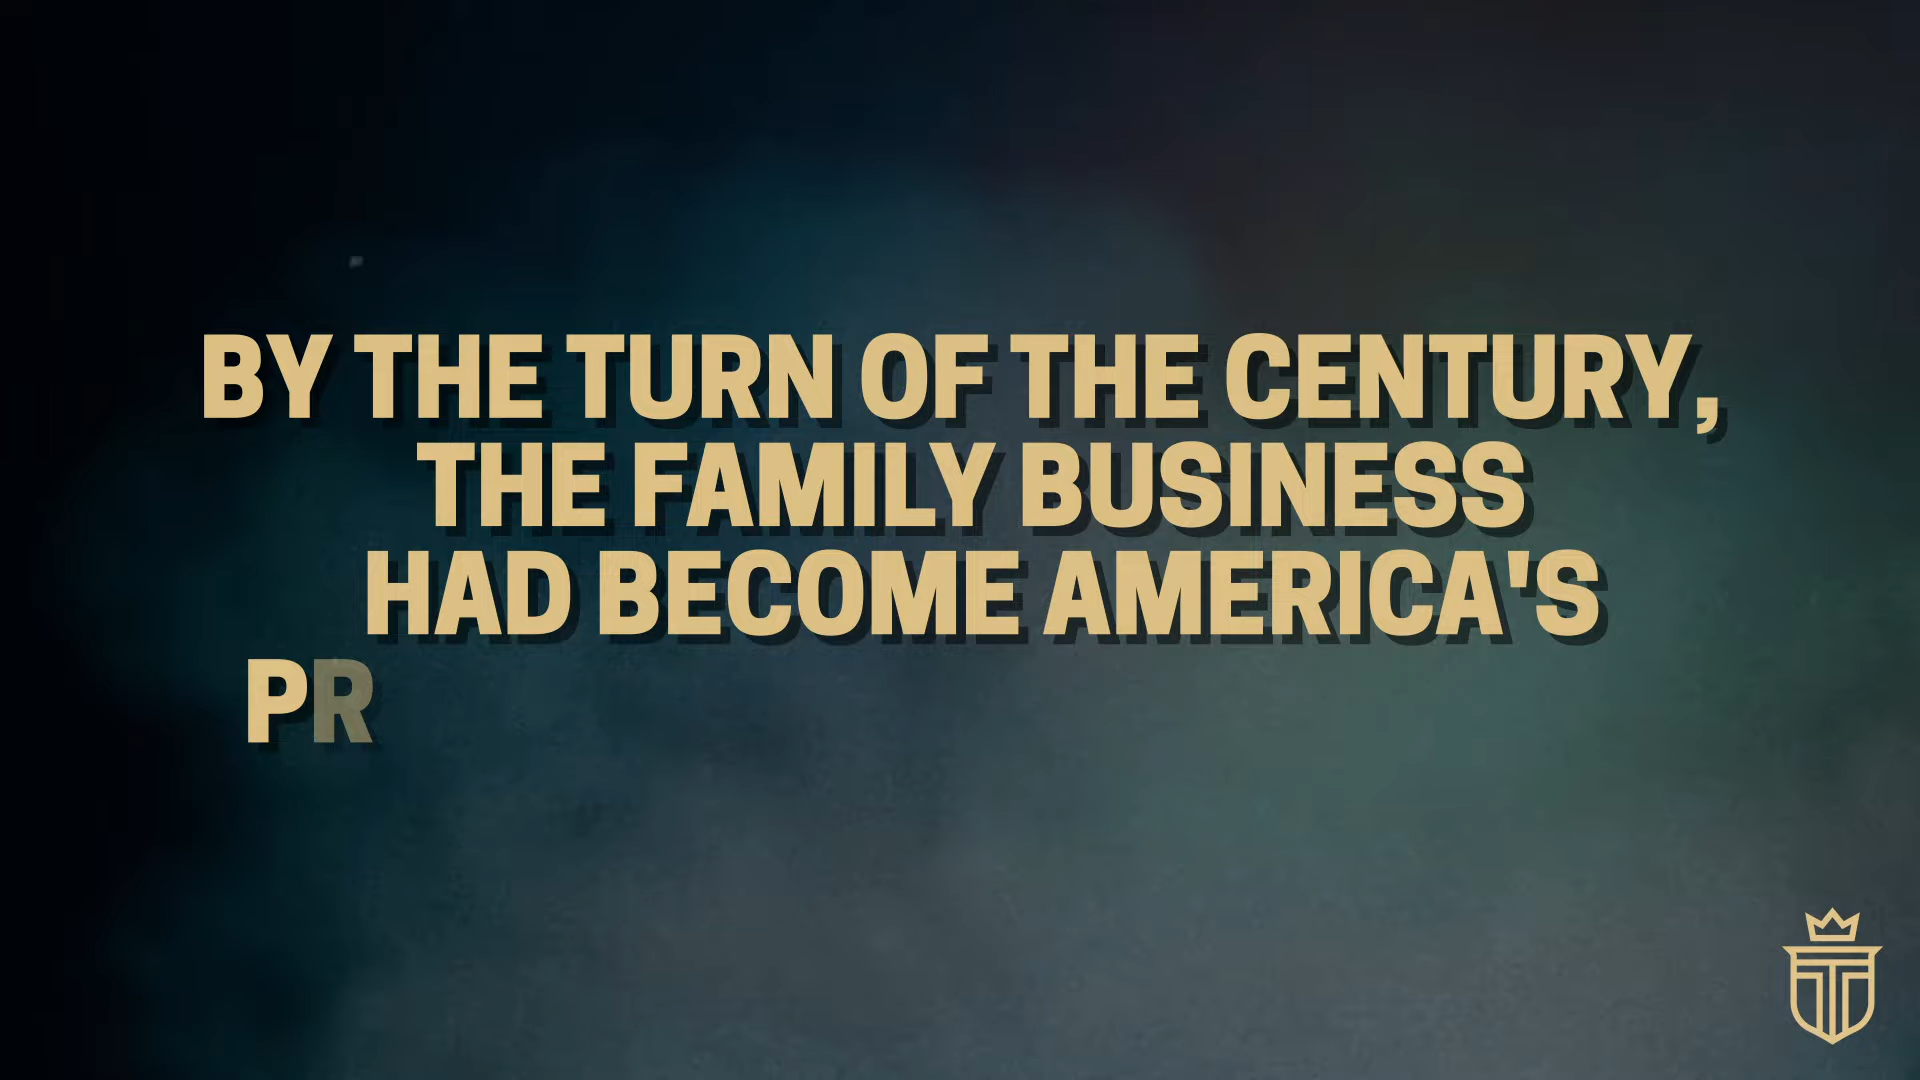 BY THE TURN OF THE CENTURY,
THE FAMILY BUSINESS
HAD BECOME AMERICA'S
PR